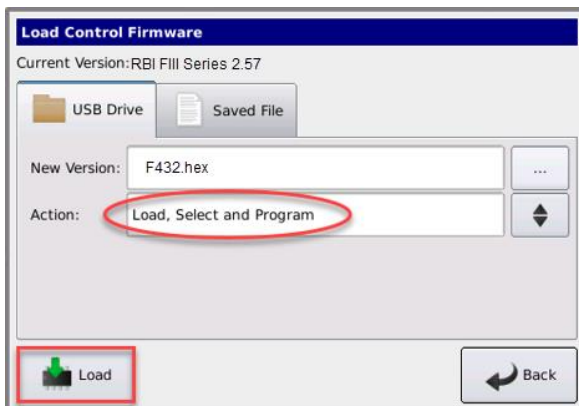 Load Control Firmware
Current Version: RBI FIII Series 2.57
USB Drive
Saved File
New Version: F432.hex ...
Action: Load, Select and Program
Load
Back